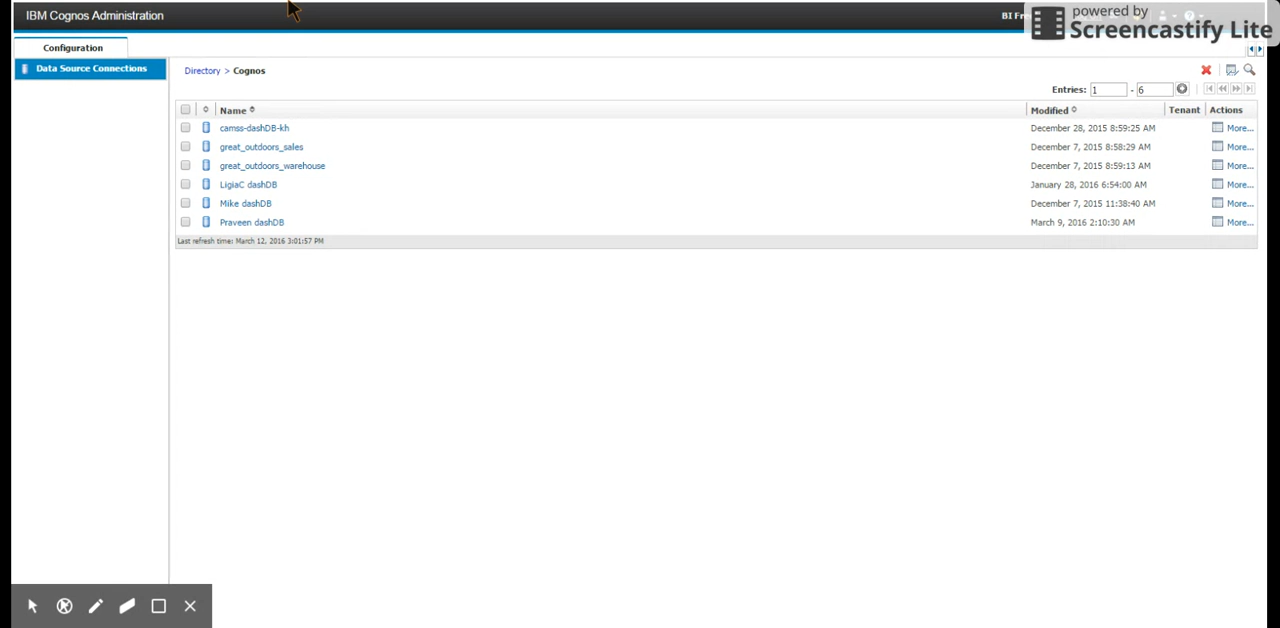 IBM Cognos Administration
BI Fre
powered by
Screencastify Lite
Configuration
Data Source Connections
Directory > Cognos
Entries: 1 - 6
Name Modified Tenant Actions
camss-dashDB-kh December 28, 2015 8:59:25 AM More...
great_outdoors_sales December 7, 2015 8:58:29 AM More...
great_outdoors_warehouse December 7, 2015 8:59:13 AM More...
LigiaC dashDB January 28, 2016 6:54:00 AM More...
Mike dashDB December 7, 2015 11:38:40 AM More...
Praveen dashDB March 9, 2016 2:10:30 AM More...
Last refresh time: March 12, 2016 3:01:57 PM